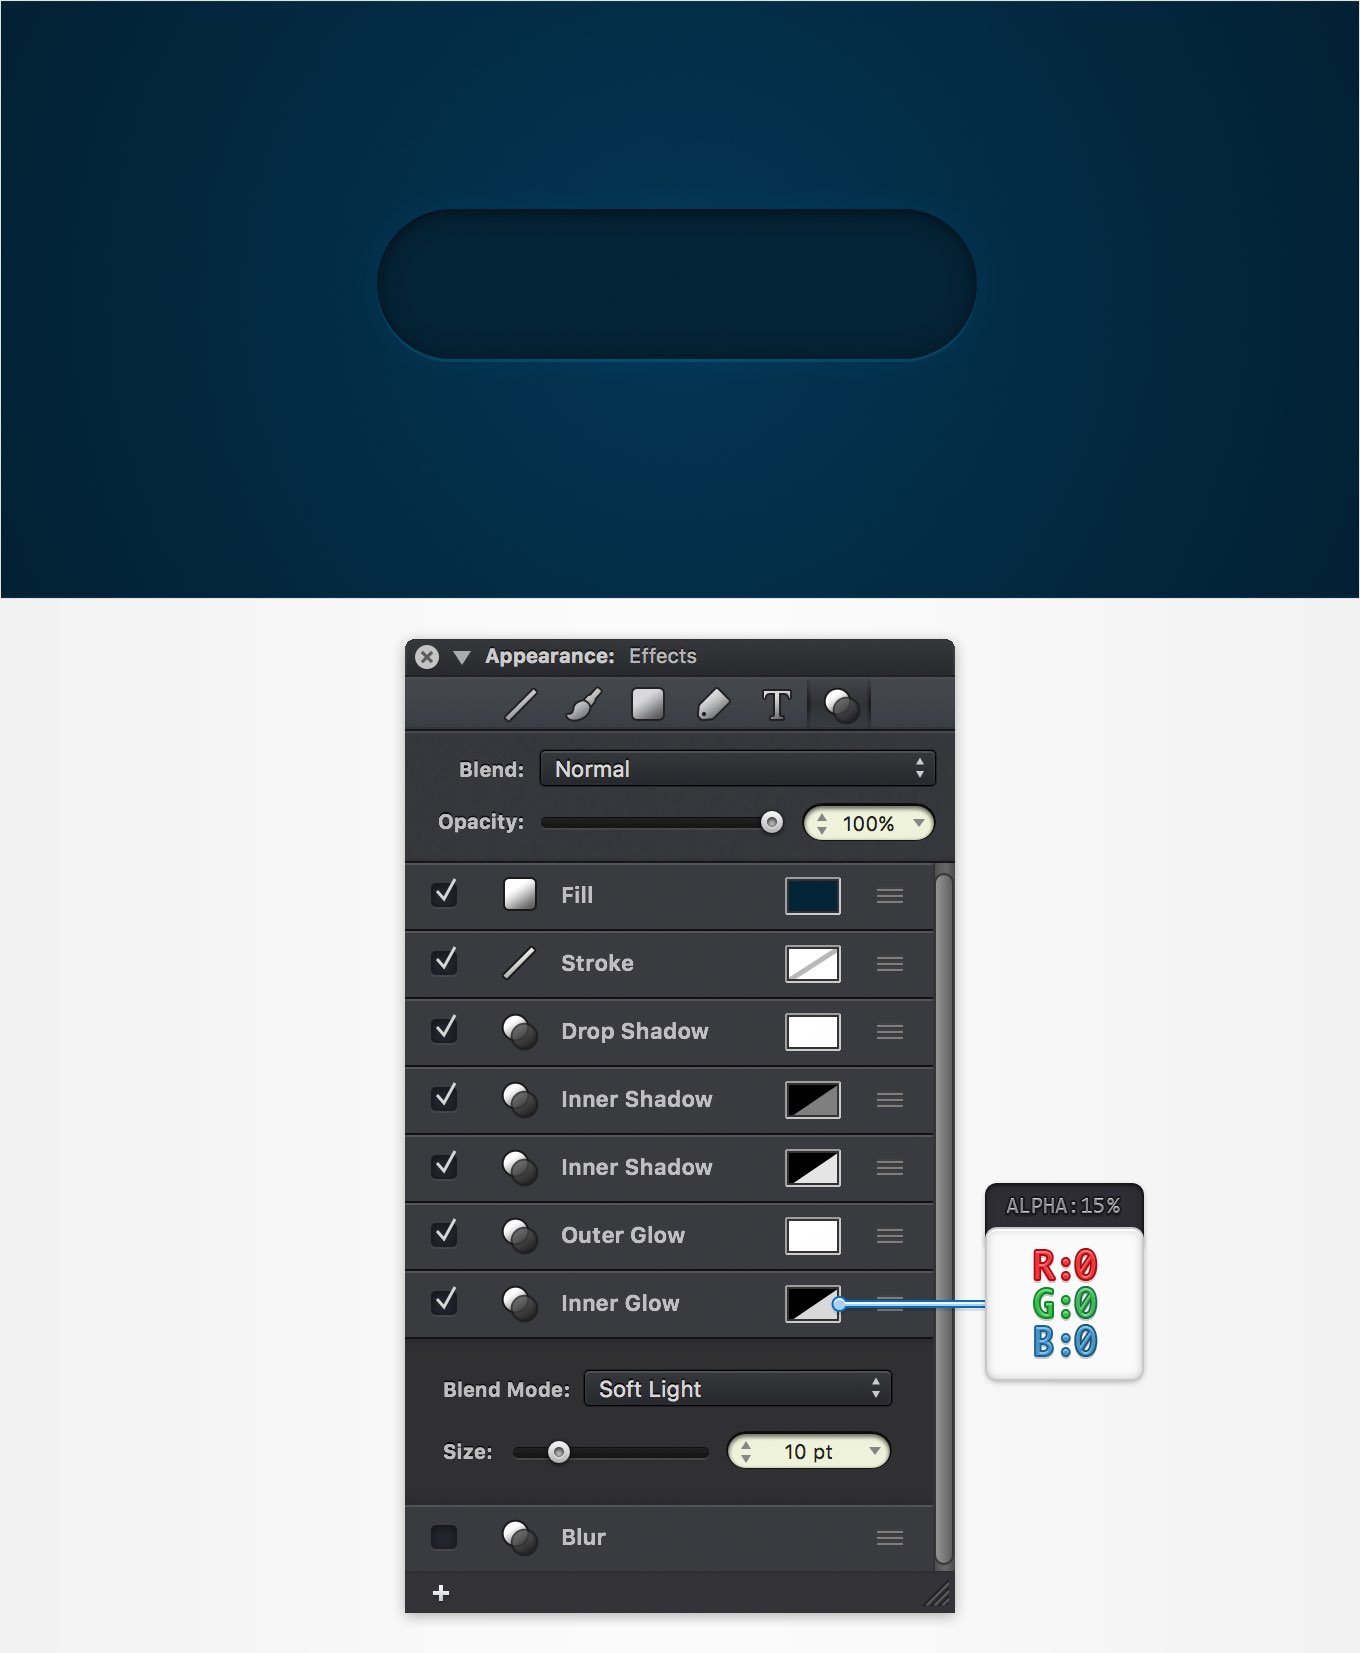 Appearance: Effects
T
Blend: Normal
Opacity: 100%
Fill
Stroke
Drop Shadow
Inner Shadow
Inner Shadow
Outer Glow
Inner Glow
ALPHA:15%
R:0
G:0
B:0
Blend Mode: Soft Light
Size: 10 pt
Blur